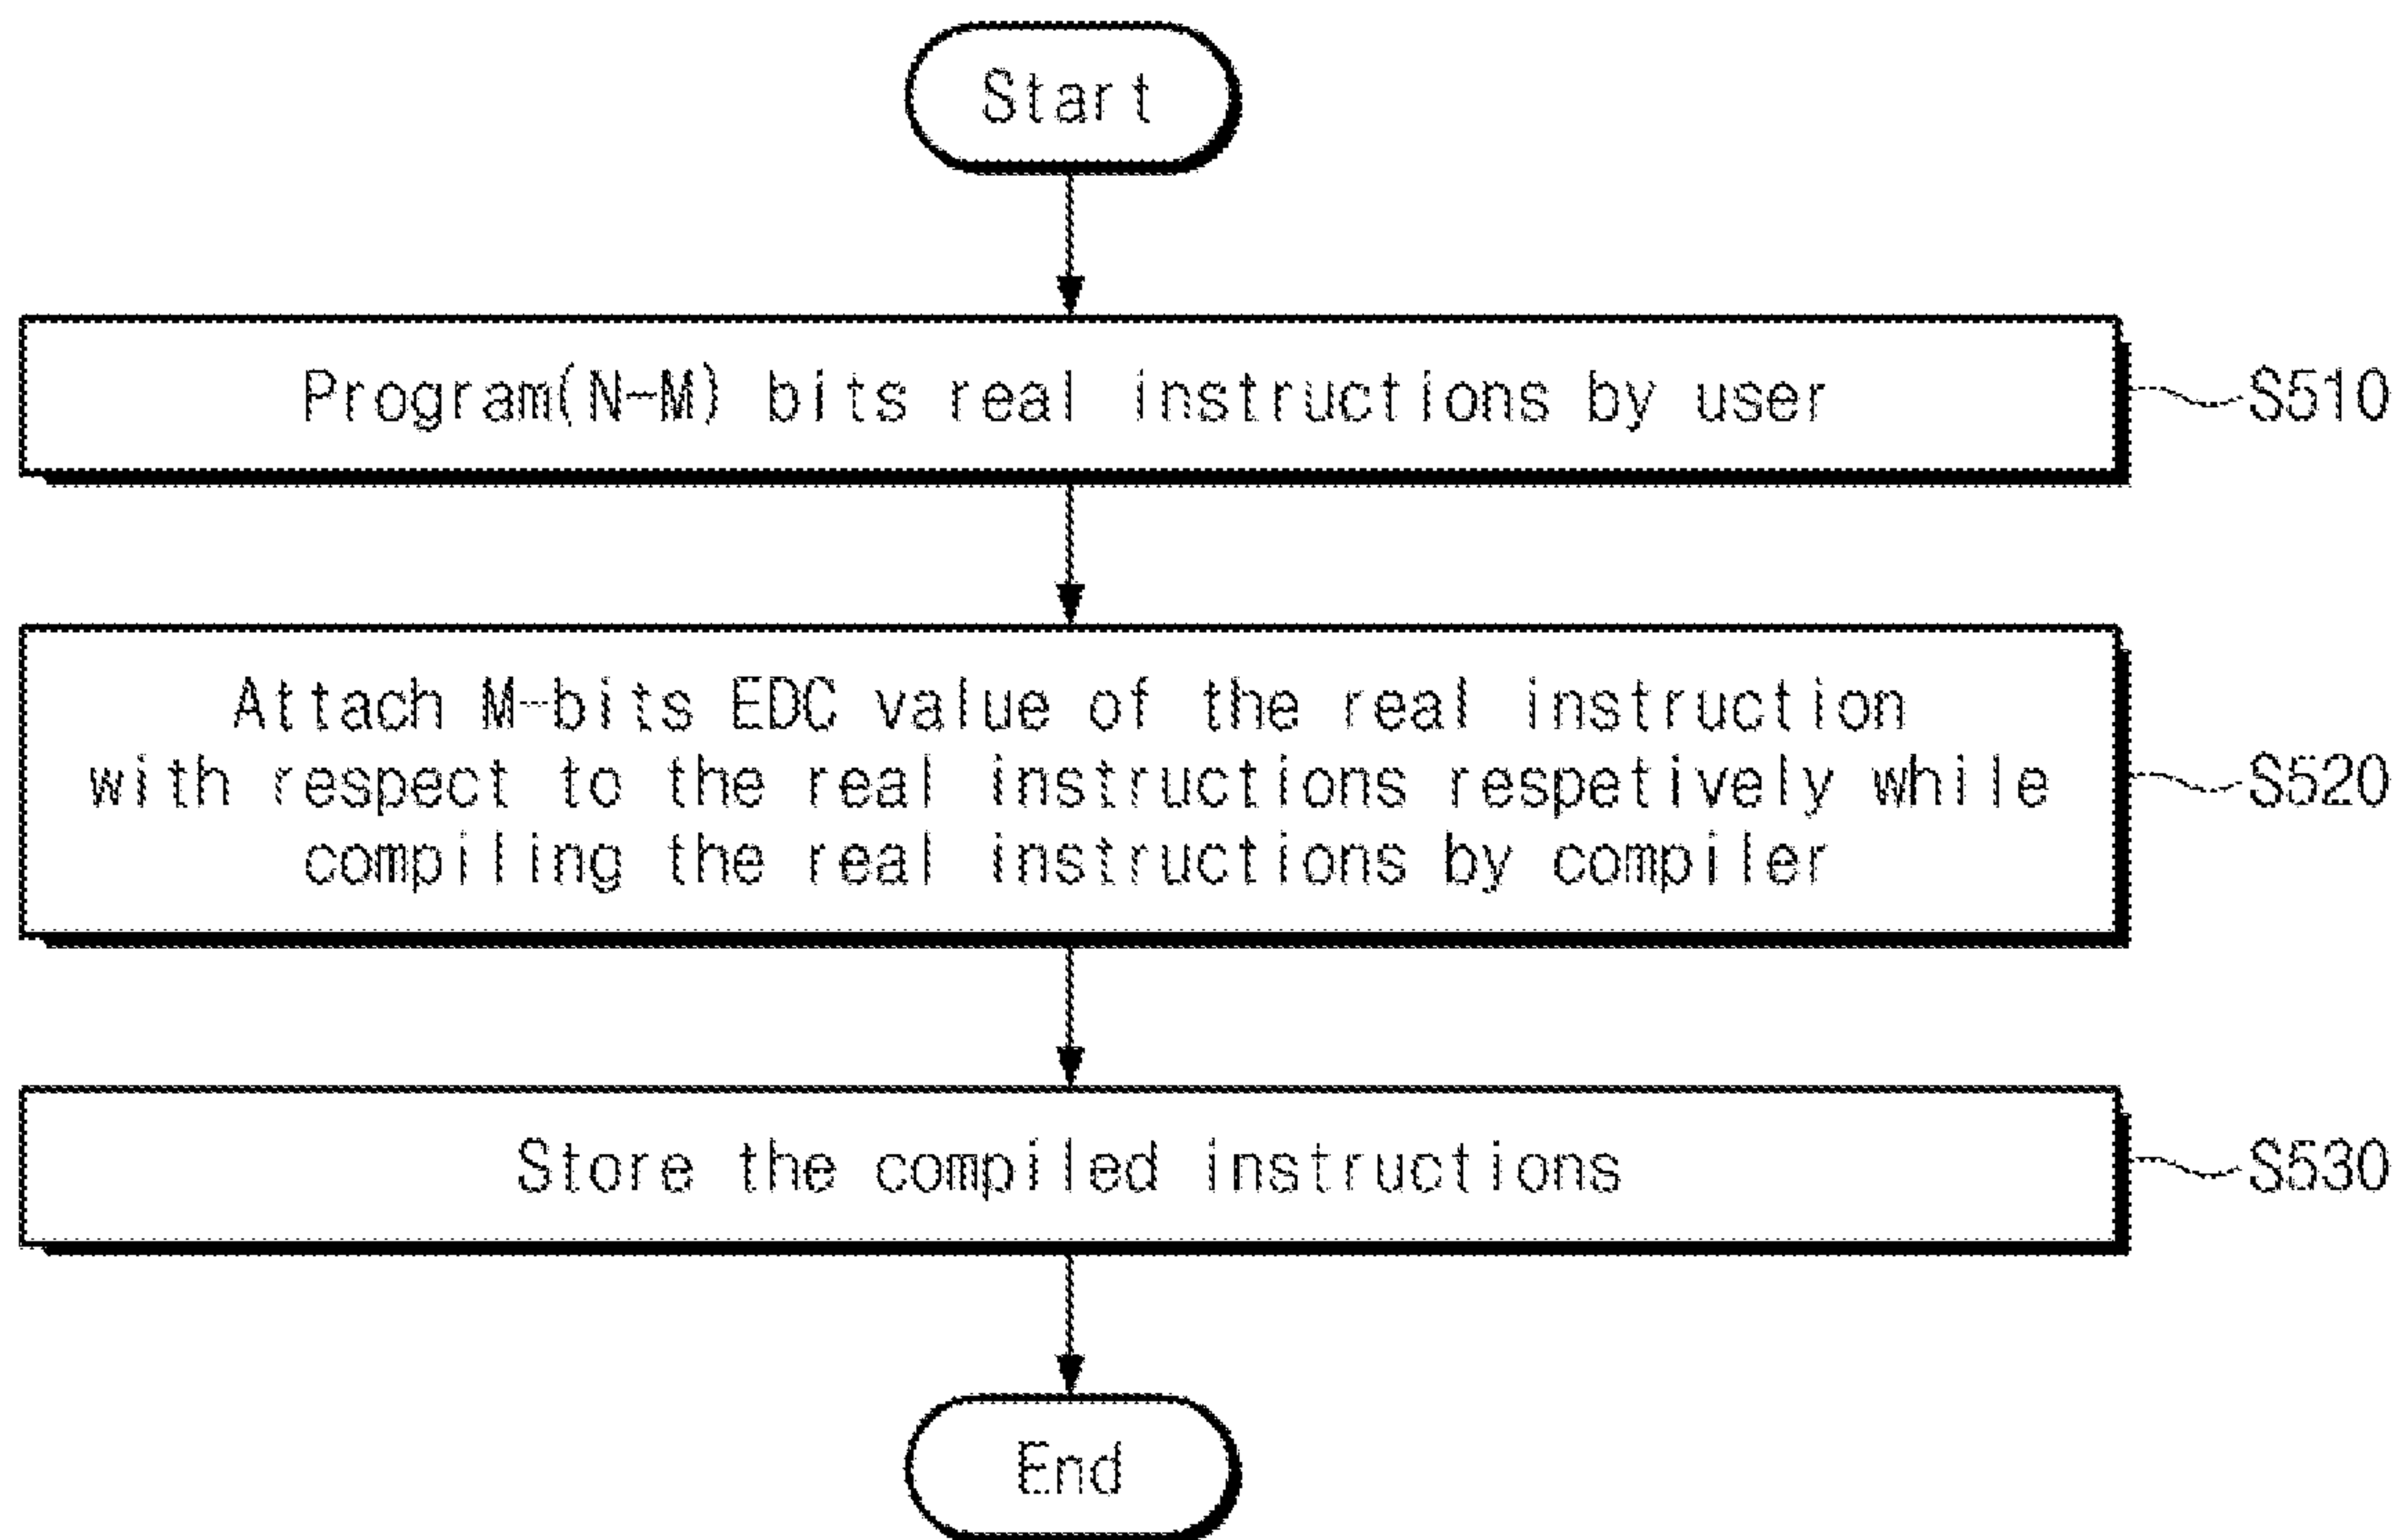 Start
Program(N-M) bits real instructions by user
S510
Attach M-bits EDC value of the real instruction
with respect to the real instructions respetively while
compiling the real instructions by compiler
S520
Store the compiled instructions
S530
End